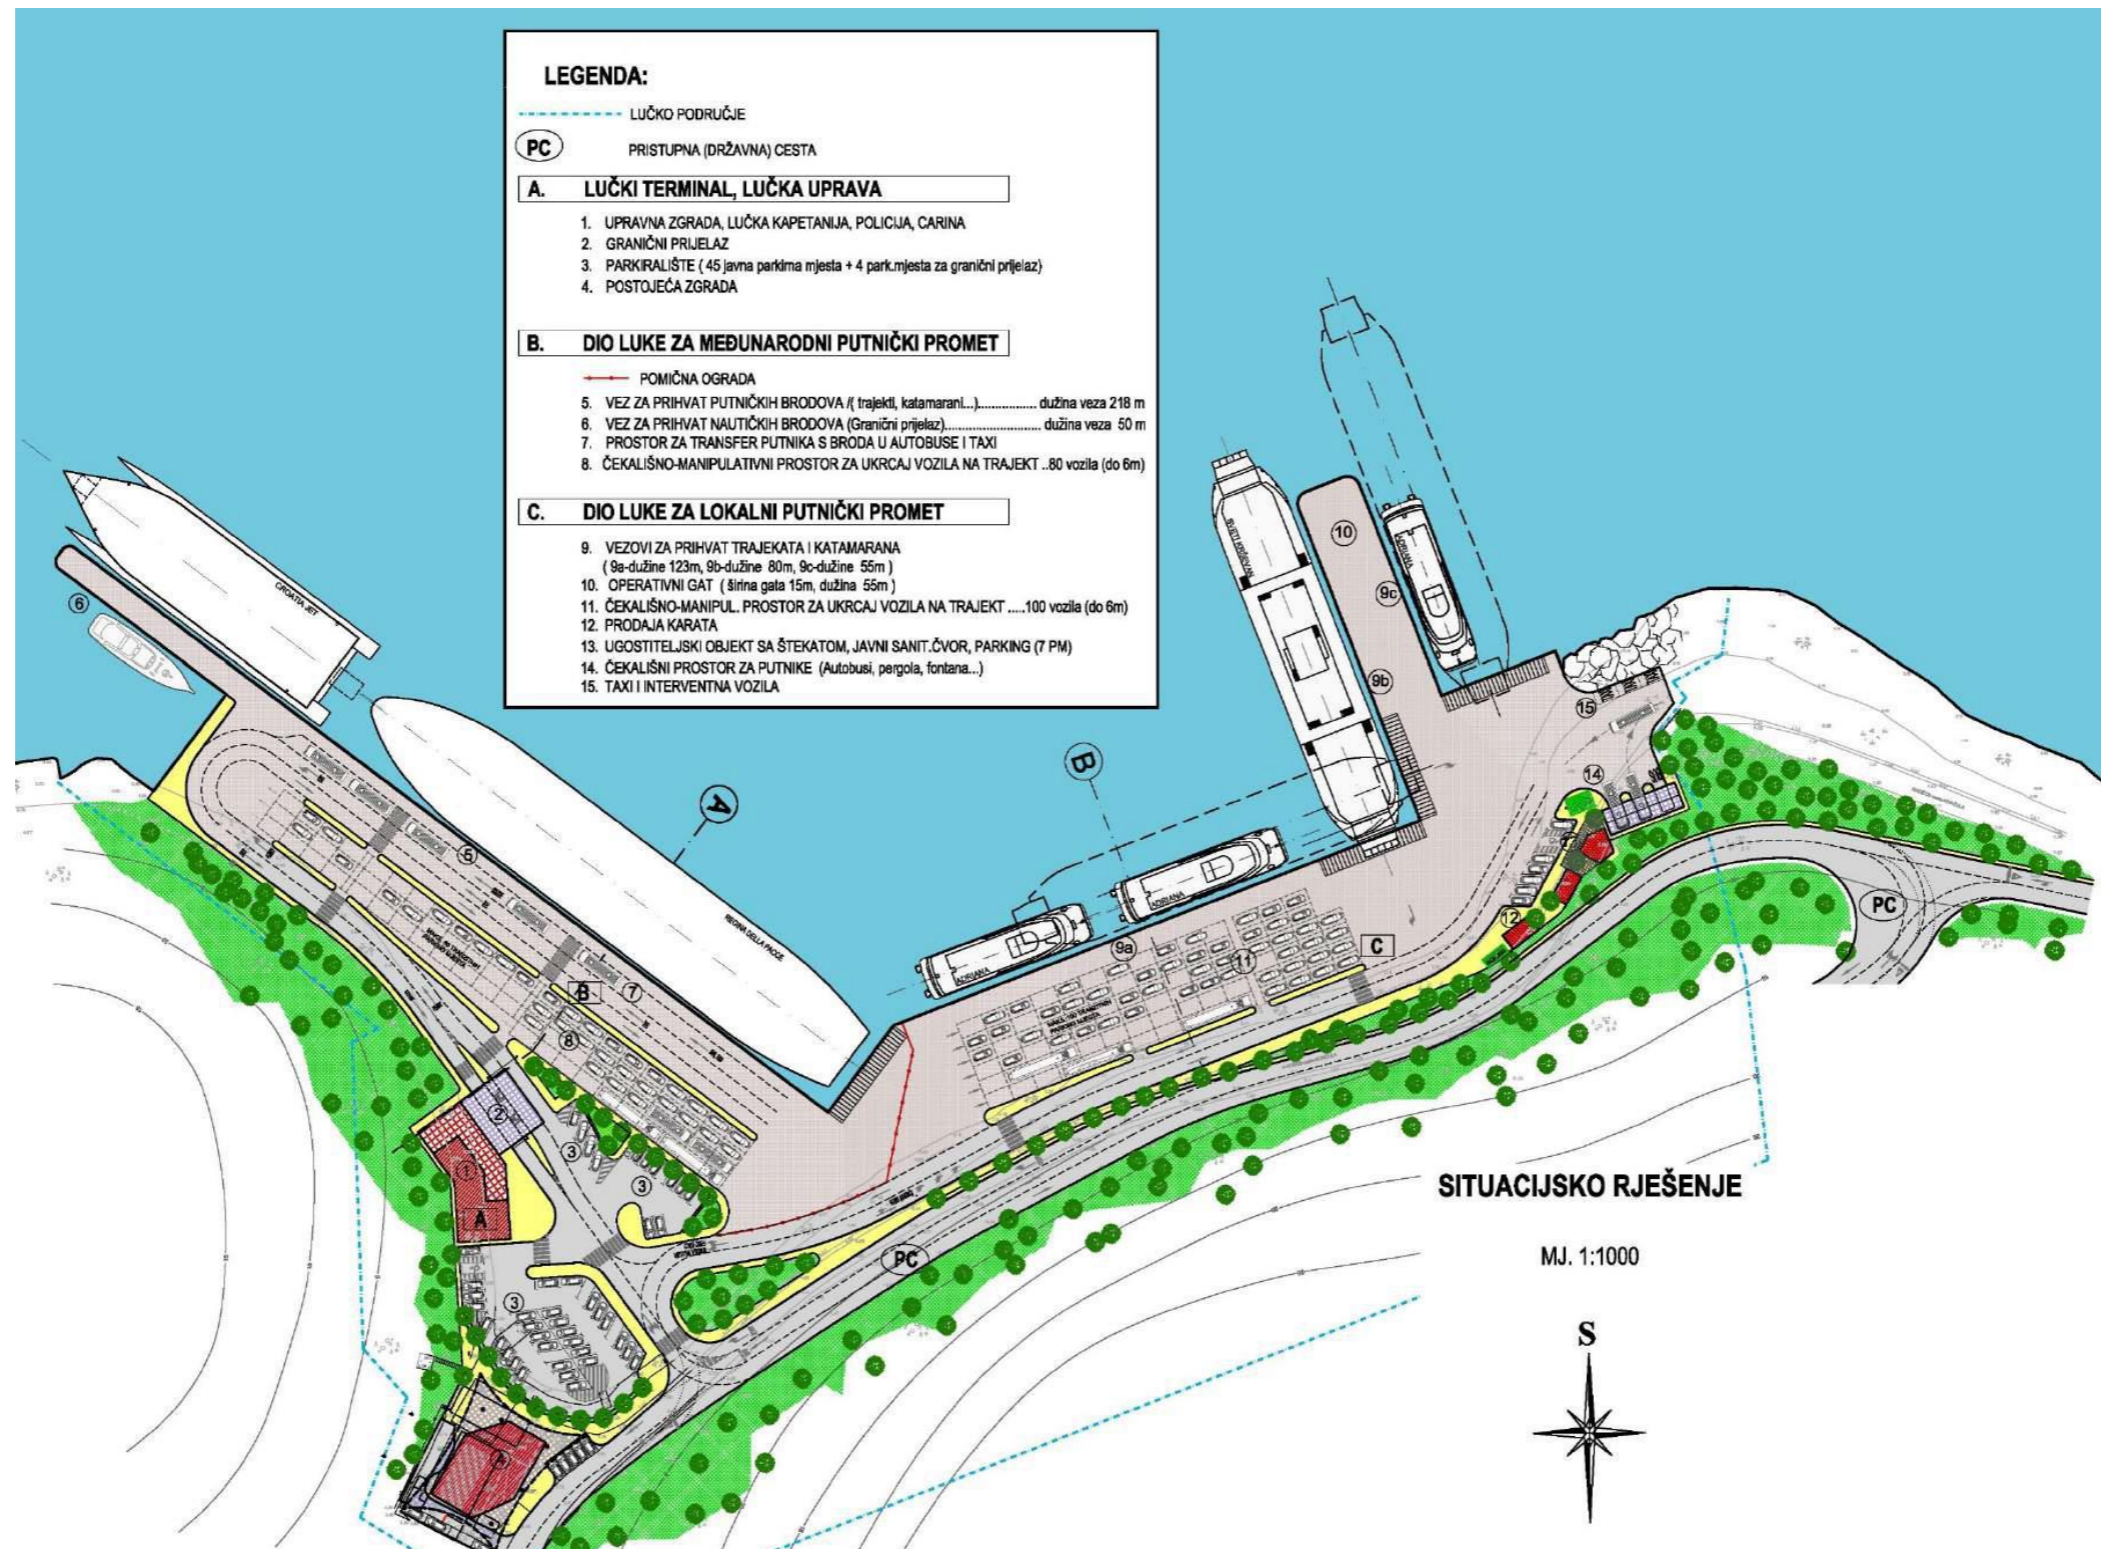 LEGENDA:
LUČKO PODRUČJE
PC PRISTUPNA (DRŽAVNA) CESTA
A. LUČKI TERMINAL, LUČKA UPRAVA
1. UPRAVNA ZGRADA, LUČKA KAPETANIJA, POLICIJA, CARINA
2. GRANIČNI PRIJELAZ
3. PARKIRALIŠTE ( 45 javna parkirna mjesta + 4 park.mjesta za granični prijelaz)
4. POSTOJEĆA ZGRADA
B. DIO LUKE ZA MEĐUNARODNI PUTNIČKI PROMET
POMIČNA OGRADA
5. VEZ ZA PRIHVAT PUTNIČKIH BRODOVA /( trajekti, katamarani...)................. dužina veza 218 m
6. VEZ ZA PRIHVAT NAUTIČKIH BRODOVA (Granični prijelaz)........................... dužina veza 50 m
7. PROSTOR ZA TRANSFER PUTNIKA S BRODA U AUTOBUSE I TAXI
8. ČEKALIŠNO-MANIPULATIVNI PROSTOR ZA UKRCAJ VOZILA NA TRAJEKT ..80 vozila (do 6m)
C. DIO LUKE ZA LOKALNI PUTNIČKI PROMET
9. VEZOVI ZA PRIHVAT TRAJEKATA I KATAMARANA
( 9a-dužine 123m, 9b-dužine 80m, 9c-dužine 55m )
10. OPERATIVNI GAT ( širina gata 15m, dužina 55m )
11. ČEKALIŠNO-MANIPUL. PROSTOR ZA UKRCAJ VOZILA NA TRAJEKT .....100 vozila (do 6m)
12. PRODAJA KARATA
13. UGOSTITELJSKI OBJEKT SA ŠTEKATOM, JAVNI SANIT.ČVOR, PARKING (7 PM)
14. ČEKALIŠNI PROSTOR ZA PUTNIKE (Autobusi, pergola, fontana...)
15. TAXI I INTERVENTNA VOZILA
SVETI KRŠEVAN
10
ADRIANA
9c
9b
15
14
6
CROATIA JET
B
A
5
REGINA DELLA PACE
ADRIANA
ADRIANA
9a
11
C
12
PC
B
7
8
2
1
3
3
A
3
PC
SITUACIJSKO RJEŠENJE
MJ. 1:1000
S